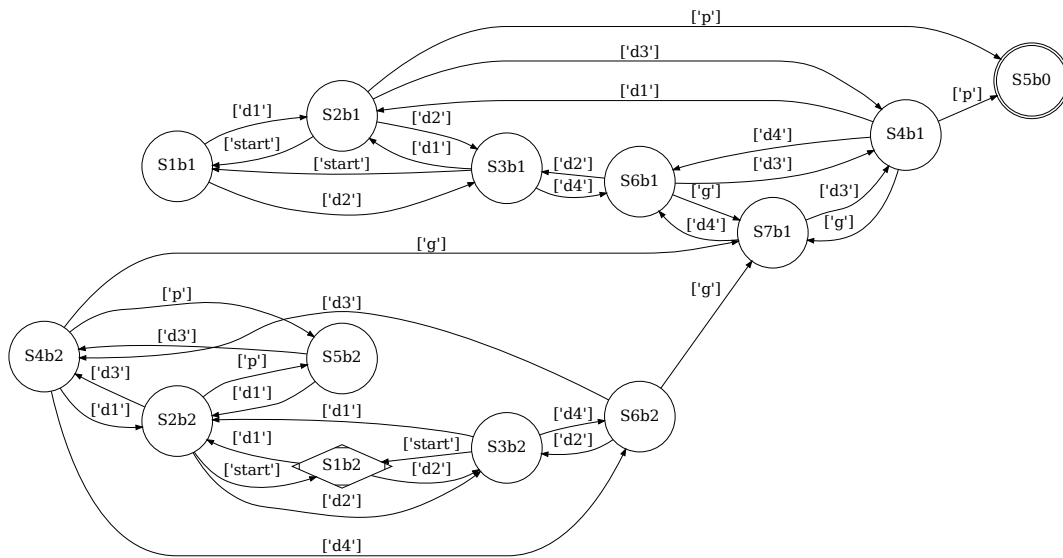 ['p']
['d3']
S5b0
['d1']
['p']
['d1']
S2b1
['d2']
S4b1
['start']
['d1']
['d4']
S1b1
['start']
S3b1
['d2']
['d3']
['d4']
S6b1
['g']
['d3']
['d2']
['d4']
['g']
S7b1
['g']
['g']
['p']
['d3']
['d3']
S4b2
S5b2
['p']
['d3']
['d1']
['d1']
['d1']
S2b2
['d4']
S6b2
['d1']
['start']
['d2']
S3b2
['start']
S1b2
['d2']
['d2']
['d4']